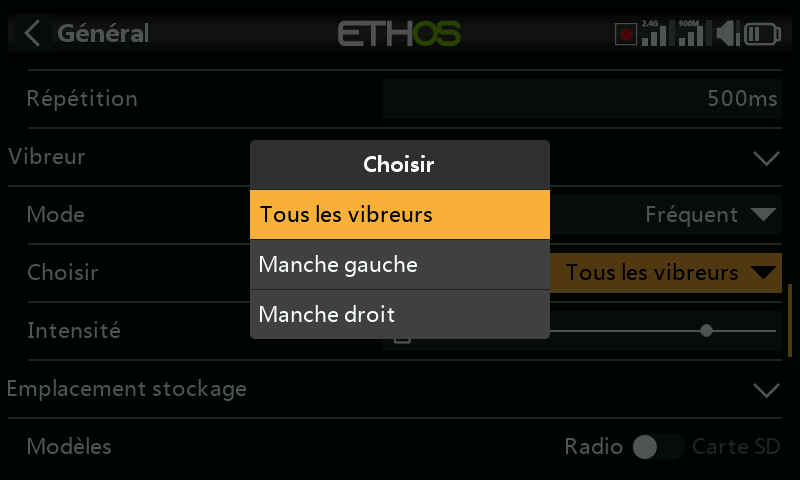 Général
ETHOS
2.4G
900M
Répétition
500ms
Vibreur
Choisir
Mode
Tous les vibreurs
Fréquent
Choisir
Manche gauche
Tous les vibreurs
Manche droit
Intensité
Emplacement stockage
Modèles
Radio
Carte SD